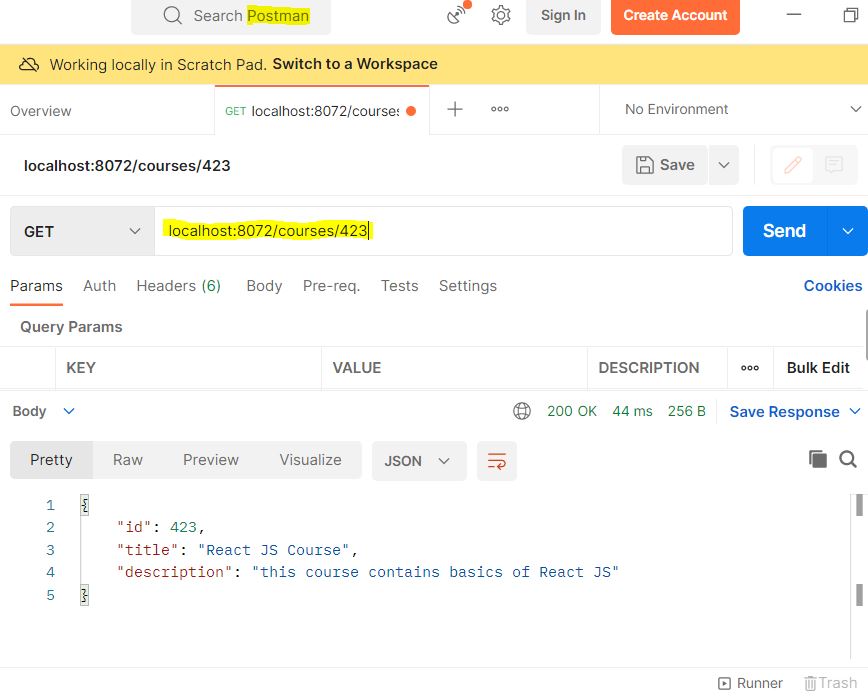 Search Postman Sign In Create Account
Working locally in Scratch Pad. Switch to a Workspace
Overview GET localhost:8072/courses No Environment
localhost:8072/courses/423 Save
GET localhost:8072/courses/423 Send
Params Auth Headers (6) Body Pre-req. Tests Settings Cookies
Query Params
KEY VALUE DESCRIPTION Bulk Edit
Body 200 OK 44 ms 256 B Save Response
Pretty Raw Preview Visualize JSON
1 {
2 "id": 423,
3 "title": "React JS Course",
4 "description": "this course contains basics of React JS"
5 }
Runner Trash